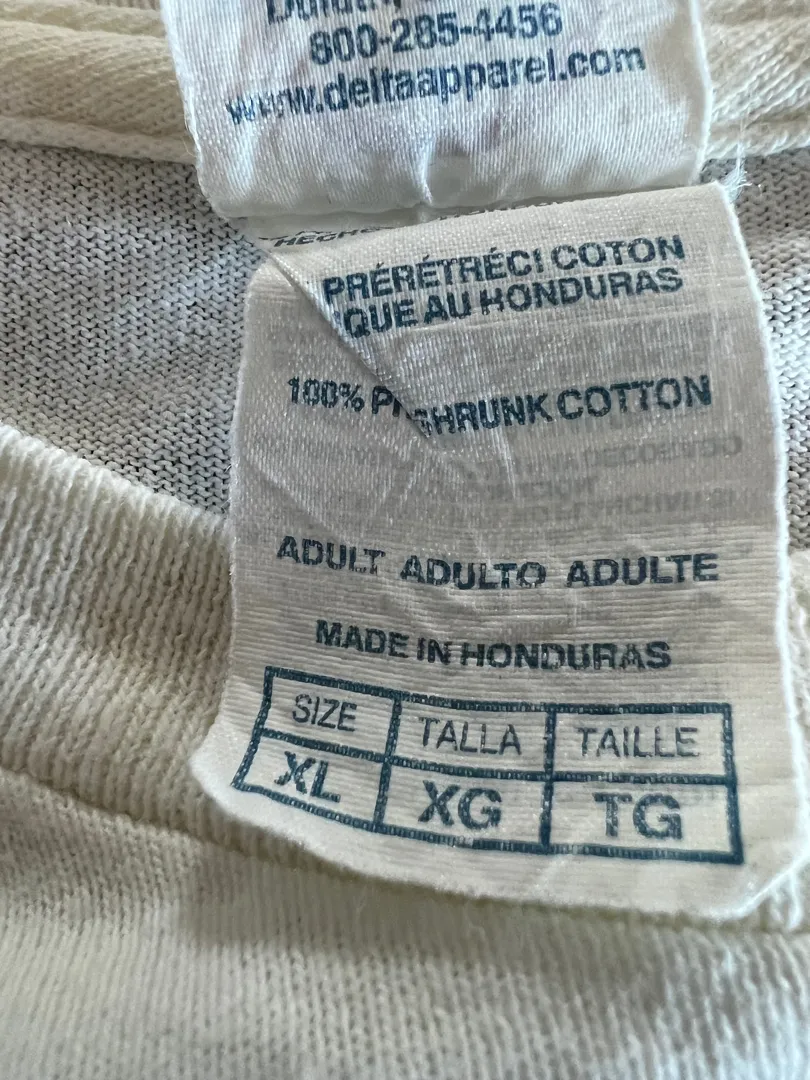 800-285-4456
www.deltaapparel.com
PRÉRÉTRÉCI COTON
QUE AU HONDURAS
100% P SHRUNK COTTON
ADULT ADULTO ADULTE
MADE IN HONDURAS
SIZE TALLA TAILLE
XL XG TG